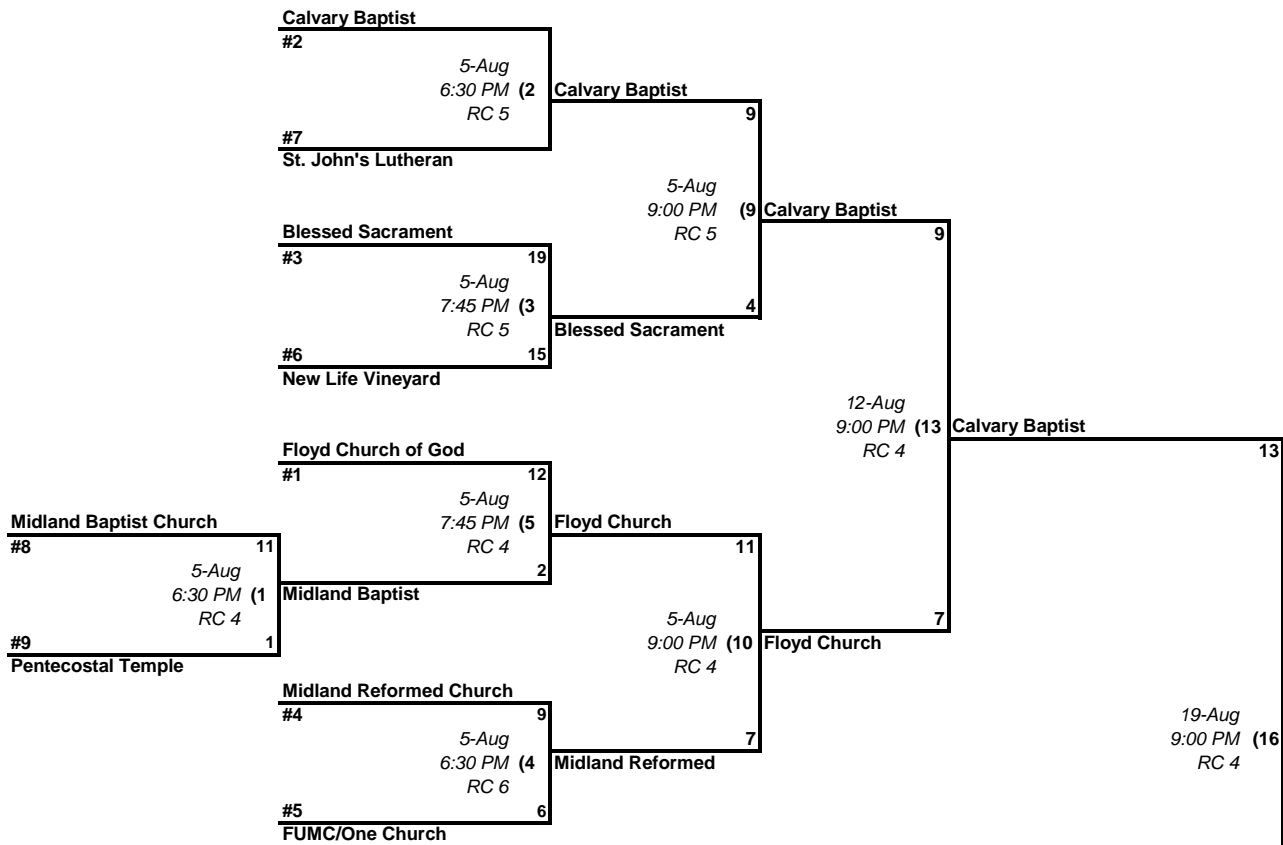 Calvary Baptist
#2
5-Aug
6:30 PM (2 Calvary Baptist
RC 5 9
#7
St. John's Lutheran
5-Aug
9:00 PM (9 Calvary Baptist
Blessed Sacrament RC 5 9
#3 19
5-Aug
7:45 PM (3 4
RC 5 Blessed Sacrament
#6 15
New Life Vineyard
12-Aug
9:00 PM (13 Calvary Baptist
Floyd Church of God RC 4 13
#1 12
5-Aug
Midland Baptist Church 7:45 PM (5 Floyd Church
#8 11 RC 4 11
5-Aug 2
6:30 PM (1 Midland Baptist
RC 4 5-Aug 7
#9 1 9:00 PM (10 Floyd Church
Pentecostal Temple RC 4
Midland Reformed Church
#4 9 19-Aug
5-Aug 7 9:00 PM (16
6:30 PM (4 Midland Reformed RC 4
RC 6
#5 6
FUMC/One Church